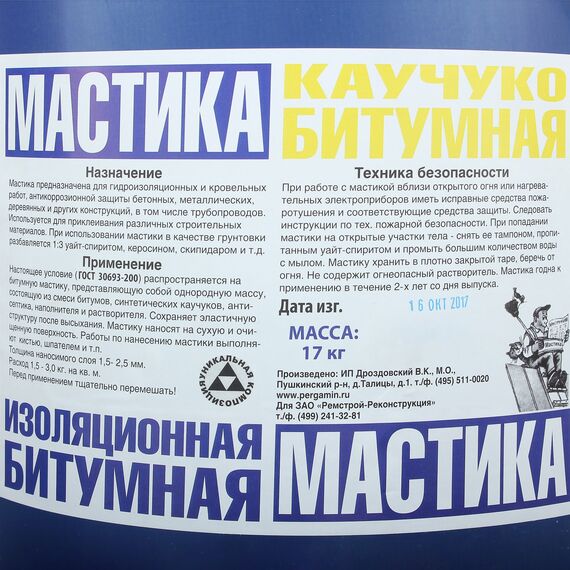 МАСТИКА
КАУЧУКО
БИТУМНАЯ
Назначение
Мастика предназначена для гидроизоляционных и кровельных
работ, антикоррозионной защиты бетонных, металлических,
деревянных и других конструкций, в том числе трубопроводов.
Используется для приклеивания различных строительных
материалов. При использовании мастики в качестве грунтовки
разбавляется 1:3 уайт-спиритом, керосином, скипидаром и т.д.
Применение
Настоящее условие (ГОСТ 30693-200) распространяется на
битумную мастику, представляющую собой однородную массу,
состоящую из смеси битумов, синтетических каучуков, анти-
септика, наполнителя и растворителя. Сохраняет эластичную
структуру после высыхания. Мастику наносят на сухую и очи-
щенную поверхность. Работы по нанесению мастики выполня-
ют кистью, шпателем и т.п.
Толщина наносимого слоя 1,5- 2,5 мм.
Расход 1,5 - 3,0 кг. на кв. м.
Перед применением тщательно перемешать!
УНИКАЛЬНАЯ
КОМПОЗИЦИЯ
Техника безопасности
При работе с мастикой вблизи открытого огня или нагрева-
тельных электроприборов иметь исправные средства пожа-
ротушения и соответствующие средства защиты. Следовать
инструкции по тех. пожарной безопасности. При попадании
мастики на открытые участки тела - снять ее тампоном, пропи-
танным уайт-спиритом и промыть большим количеством воды
с мылом. Мастику хранить в плотно закрытой таре, беречь от
огня. Не содержит огнеопасный растворитель. Мастика годна к
применению в течение 2-х лет со дня выпуска.
Дата изг.
16 ОКТ 2017
МАССА:
17 кг
Произведено: ИП Дроздовский В.К., М.О.,
Пушкинский р-н, д.Талицы, д.1. т./ф. (495) 511-0020
www.pergamin.ru
Для ЗАО «Ремстрой-Реконструкция»
т./ф. (499) 241-32-81
ИЗОЛЯЦИОННАЯ
БИТУМНАЯ
МАСТИКА